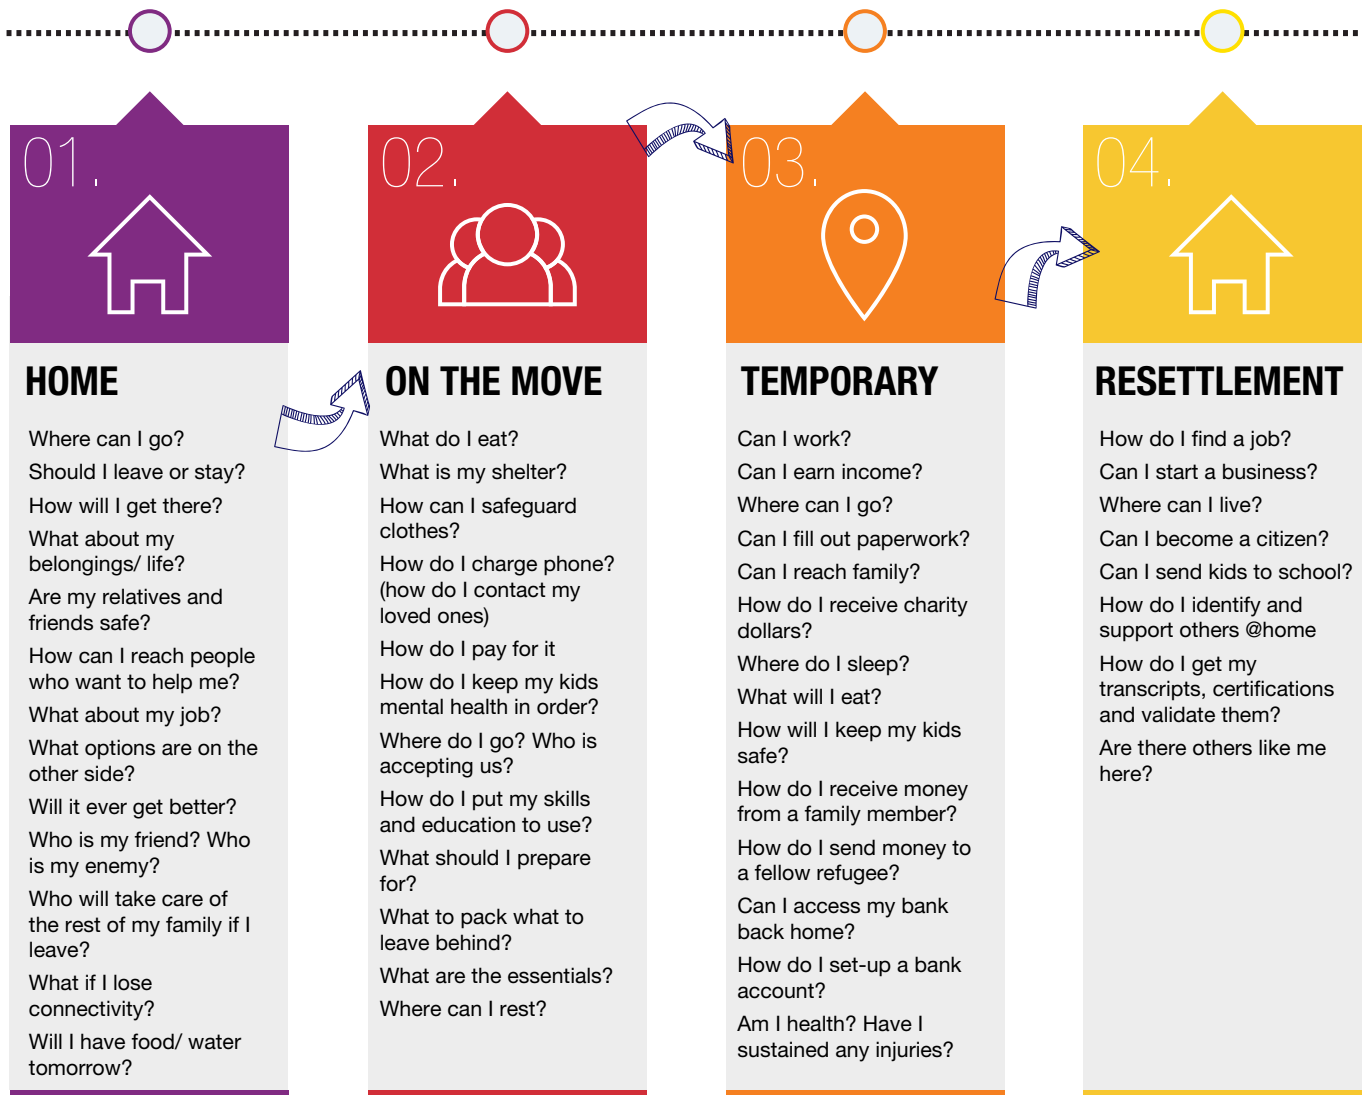 01.
HOME
Where can I go?
Should I leave or stay?
How will I get there?
What about my
belongings/ life?
Are my relatives and
friends safe?
How can I reach people
who want to help me?
What about my job?
What options are on the
other side?
Will it ever get better?
Who is my friend? Who
is my enemy?
Who will take care of
the rest of my family if I
leave?
What if I lose
connectivity?
Will I have food/ water
tomorrow?
02.
ON THE MOVE
What do I eat?
What is my shelter?
How can I safeguard
clothes?
How do I charge phone?
(how do I contact my
loved ones)
How do I pay for it
How do I keep my kids
mental health in order?
Where do I go? Who is
accepting us?
How do I put my skills
and education to use?
What should I prepare
for?
What to pack what to
leave behind?
What are the essentials?
Where can I rest?
03.
TEMPORARY
Can I work?
Can I earn income?
Where can I go?
Can I fill out paperwork?
Can I reach family?
How do I receive charity
dollars?
Where do I sleep?
What will I eat?
How will I keep my kids
safe?
How do I receive money
from a family member?
How do I send money to
a fellow refugee?
Can I access my bank
back home?
How do I set-up a bank
account?
Am I health? Have I
sustained any injuries?
04.
RESETTLEMENT
How do I find a job?
Can I start a business?
Where can I live?
Can I become a citizen?
Can I send kids to school?
How do I identify and
support others @home
How do I get my
transcripts, certifications
and validate them?
Are there others like me
here?